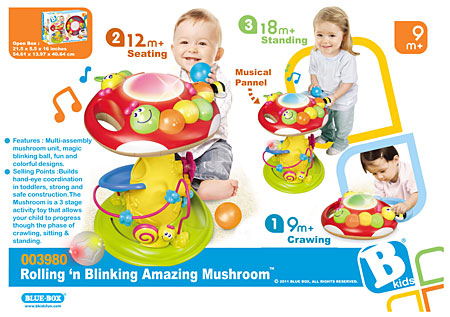 Open Box :
21.5 x 5.5 x 16 inches
54.61 x 13.97 x 40.64 cm
2 12m+
Seating
3 18m+
Standing
9
m+
Musical
Pannel
Features : Multi-assembly
mushroom unit, magic
blinking ball, fun and
colorful designs.
Selling Points :Builds
hand-eye coordination
in toddlers, strong and
safe construction.The
Mushroom is a 3 stage
activity toy that allows
your child to progress
though the phase of
crawling, sitting &
standing.
1 9m+
Crawing
003980
Rolling 'n Blinking Amazing Mushroom™
© 2011 BLUE-BOX, ALL RIGHTS RESERVED.
B
kids
BLUE-BOX
www.bkidsfun.com